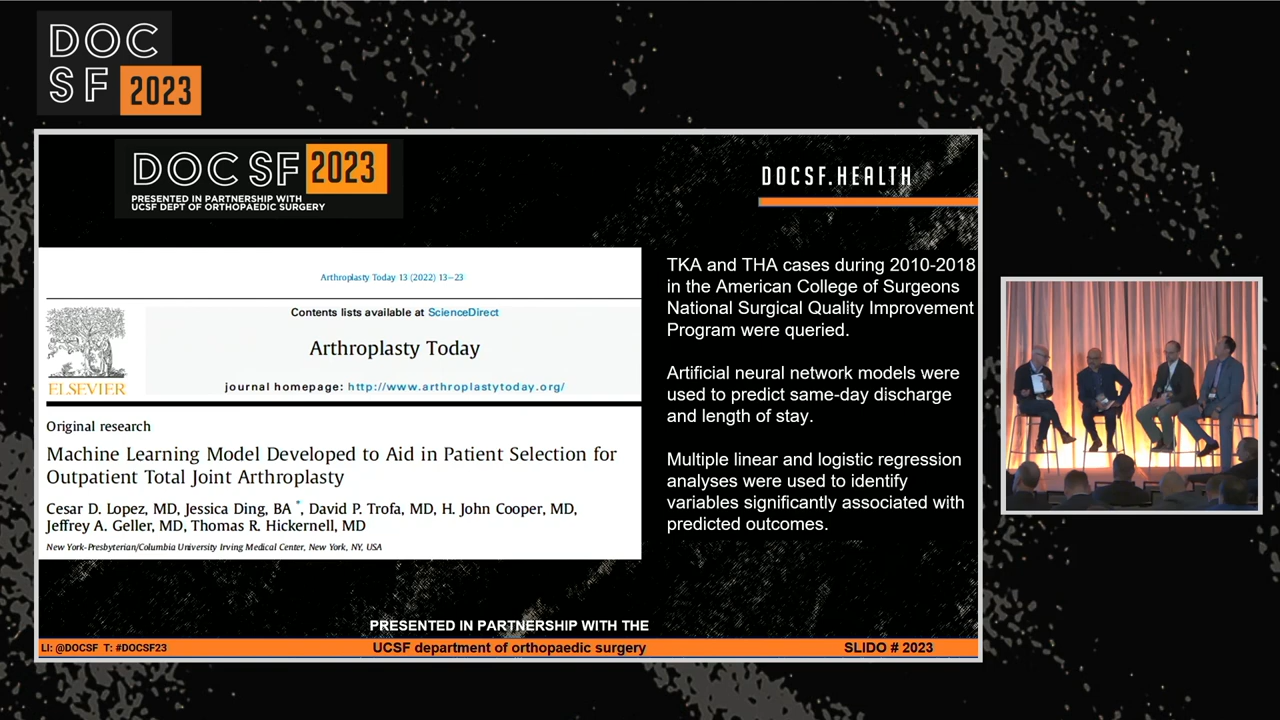 DOC
SF 2023
DOC SF 2023
PRESENTED IN PARTNERSHIP WITH
UCSF DEPT OF ORTHOPAEDIC SURGERY
DOCSF.HEALTH
Arthroplasty Today 13 (2022) 13–23
Contents lists available at ScienceDirect
Arthroplasty Today
journal homepage: http://www.arthroplastytoday.org/
ELSEVIER
Original research
Machine Learning Model Developed to Aid in Patient Selection for
Outpatient Total Joint Arthroplasty
Cesar D. Lopez, MD, Jessica Ding, BA *, David P. Trofa, MD, H. John Cooper, MD,
Jeffrey A. Geller, MD, Thomas R. Hickernell, MD
New York-Presbyterian/Columbia University Irving Medical Center, New York, NY, USA
TKA and THA cases during 2010-2018
in the American College of Surgeons
National Surgical Quality Improvement
Program were queried.
Artificial neural network models were
used to predict same-day discharge
and length of stay.
Multiple linear and logistic regression
analyses were used to identify
variables significantly associated with
predicted outcomes.
PRESENTED IN PARTNERSHIP WITH THE
LI: @DOCSF T: #DOCSF23
UCSF department of orthopaedic surgery
SLIDO # 2023